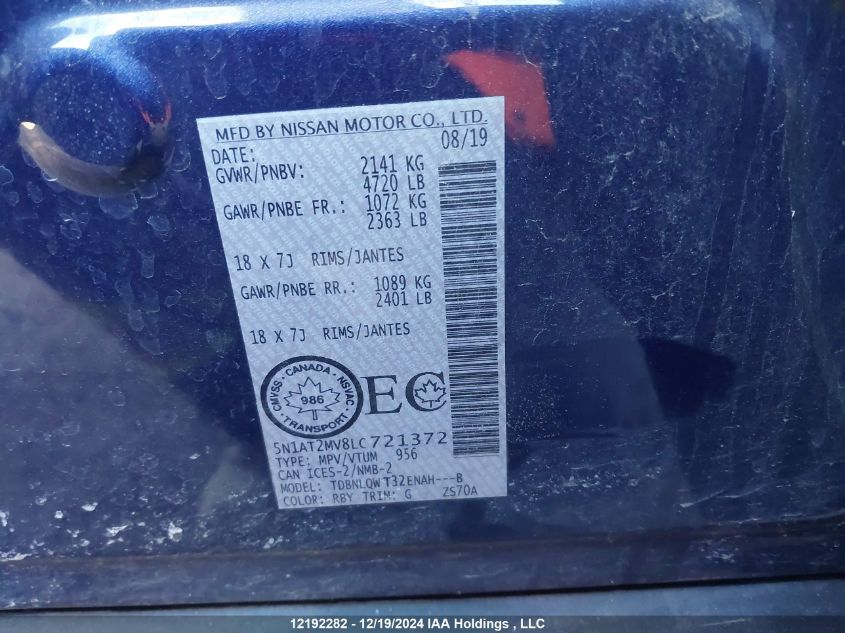 MFD BY NISSAN MOTOR CO., LTD.
DATE: 08/19
GVWR/PNBV: 2141 KG
4720 LB
GAWR/PNBE FR.: 1072 KG
2363 LB
18 X 7J RIMS/JANTES
GAWR/PNBE RR.: 1089 KG
2401 LB
18 X 7J RIMS/JANTES
CMVSS · CANADA · NSVAC
986
TRANSPORT
EC
5N1AT2MV8LC721372
TYPE: MPV/VTUM 956
CAN ICES-2/NMB-2
MODEL: TDBNLQWT32ENAH---B
COLOR: RBY TRIM: G ZS70A
12192282 - 12/19/2024 IAA Holdings , LLC